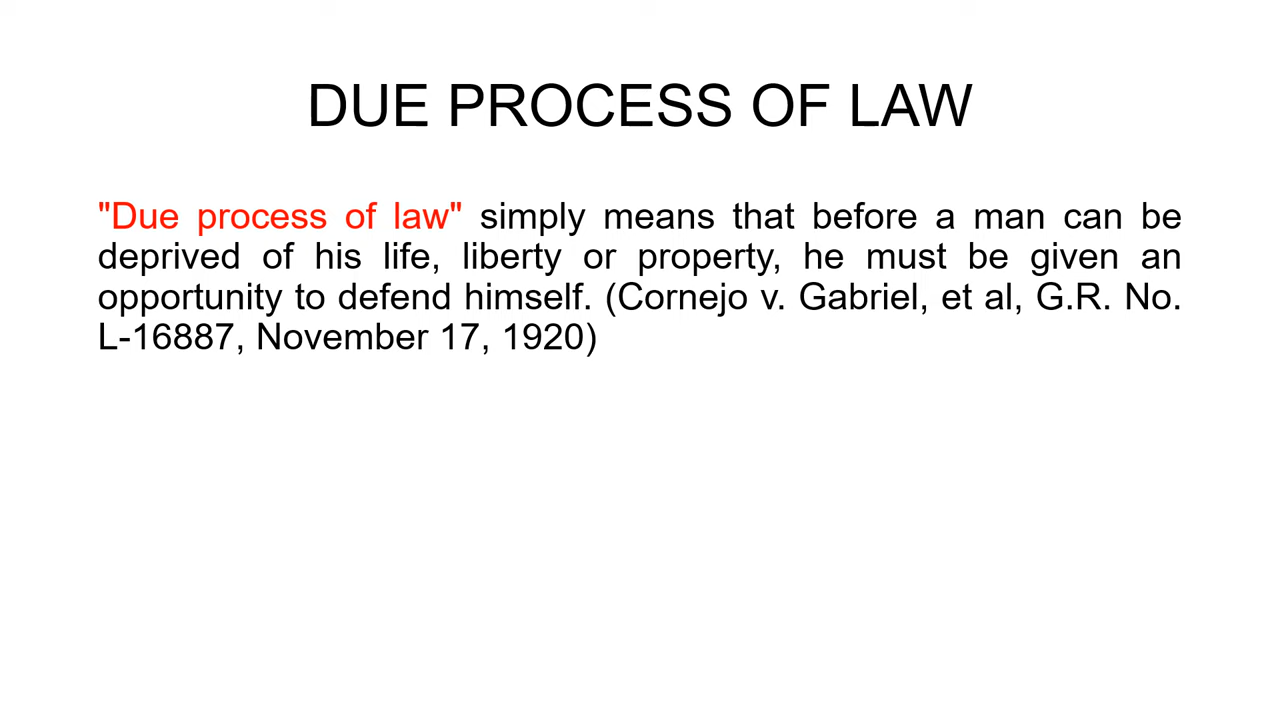 DUE PROCESS OF LAW
"Due process of law" simply means that before a man can be
deprived of his life, liberty or property, he must be given an
opportunity to defend himself. (Cornejo v. Gabriel, et al, G.R. No.
L-16887, November 17, 1920)